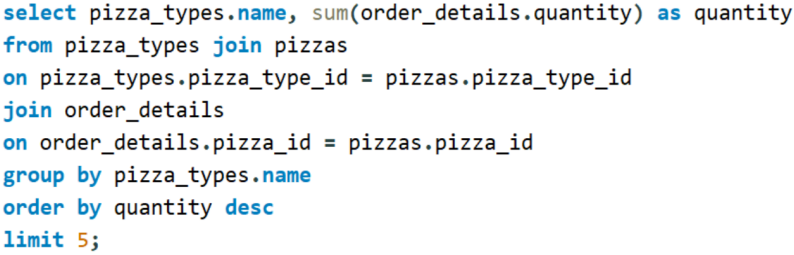 select pizza_types.name, sum(order_details.quantity) as quantity
from pizza_types join pizzas
on pizza_types.pizza_type_id = pizzas.pizza_type_id
join order_details
on order_details.pizza_id = pizzas.pizza_id
group by pizza_types.name
order by quantity desc
limit 5;